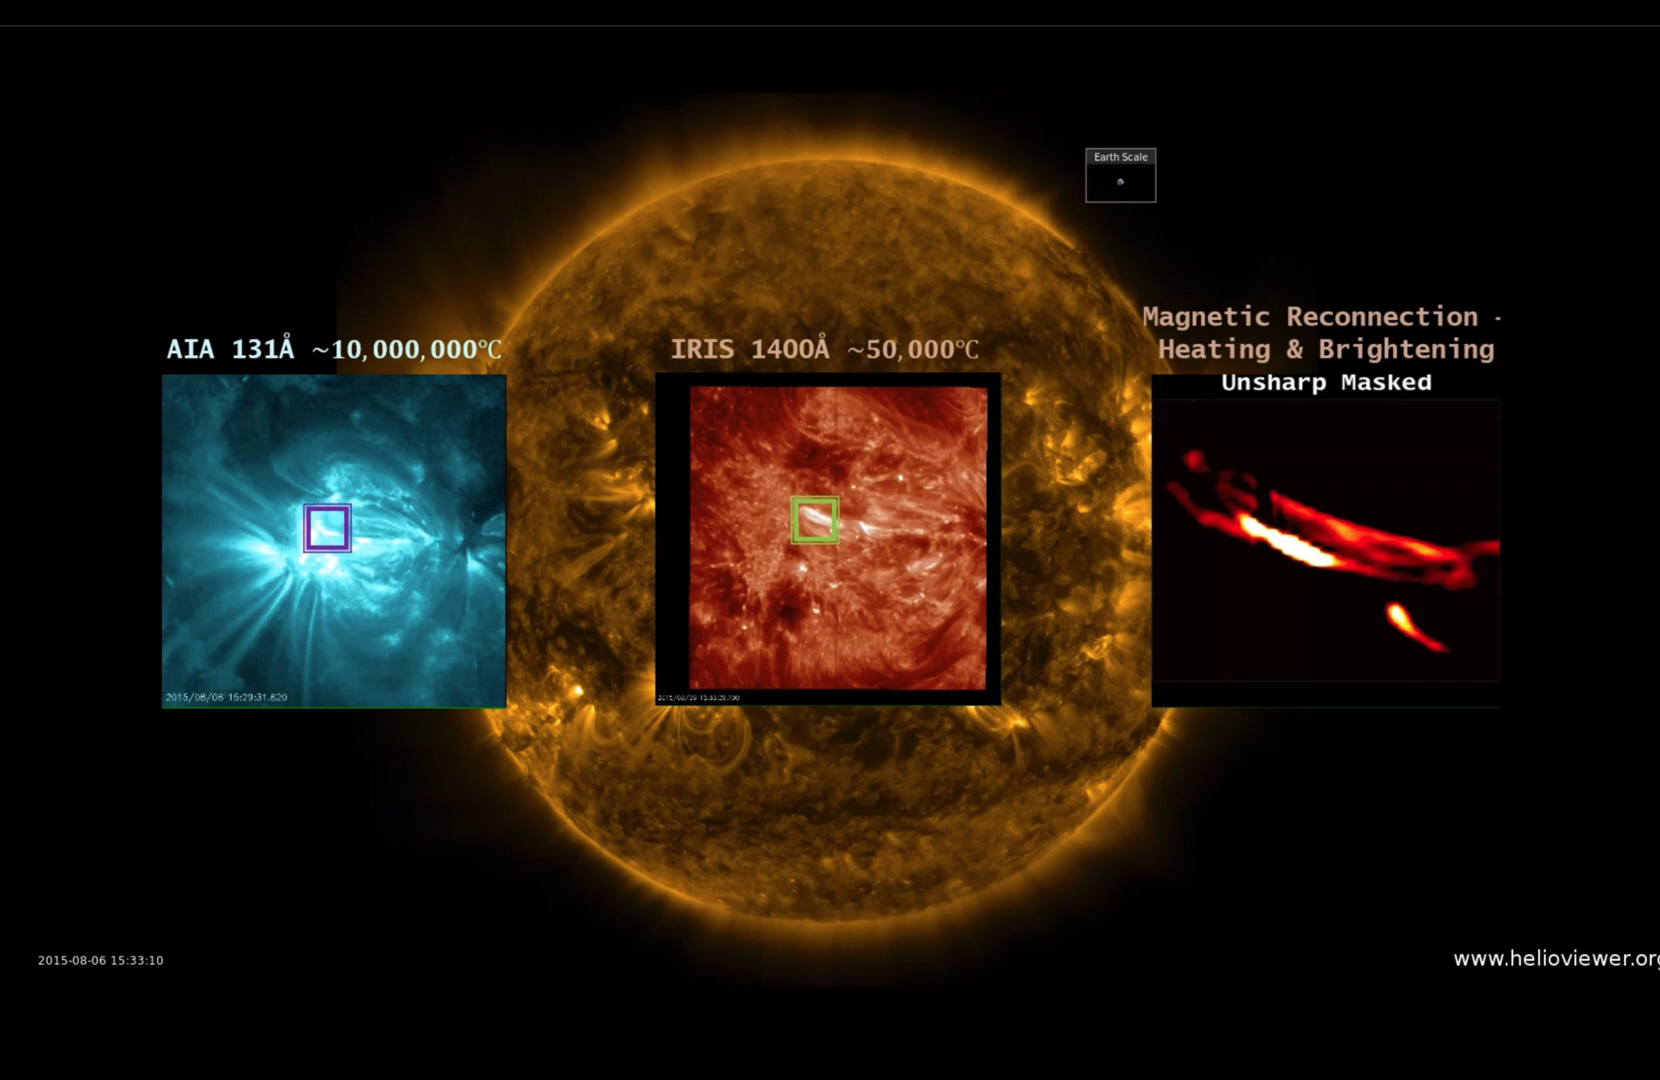 Earth Scale
AIA 131Å ~10,000,000℃
IRIS 1400Å ~50,000℃
Magnetic Reconnection -
Heating & Brightening
Unsharp Masked
2015/08/06 15:29:31.620
2015-08-06 15:33:10
www.helioviewer.org